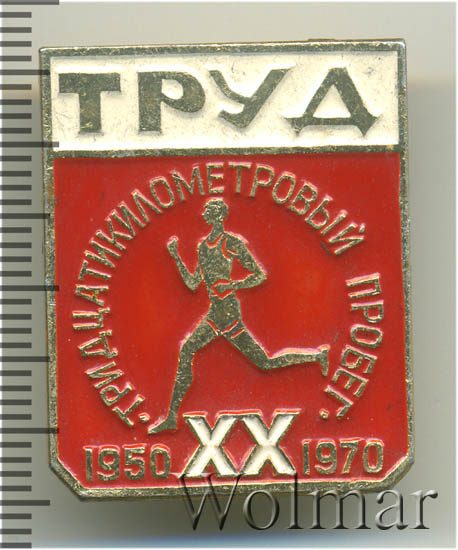 ТРУД
"ТРИДЦАТИКИЛОМЕТРОВЫЙ ПРОБЕГ"
1950 XX 1970
Wolmar